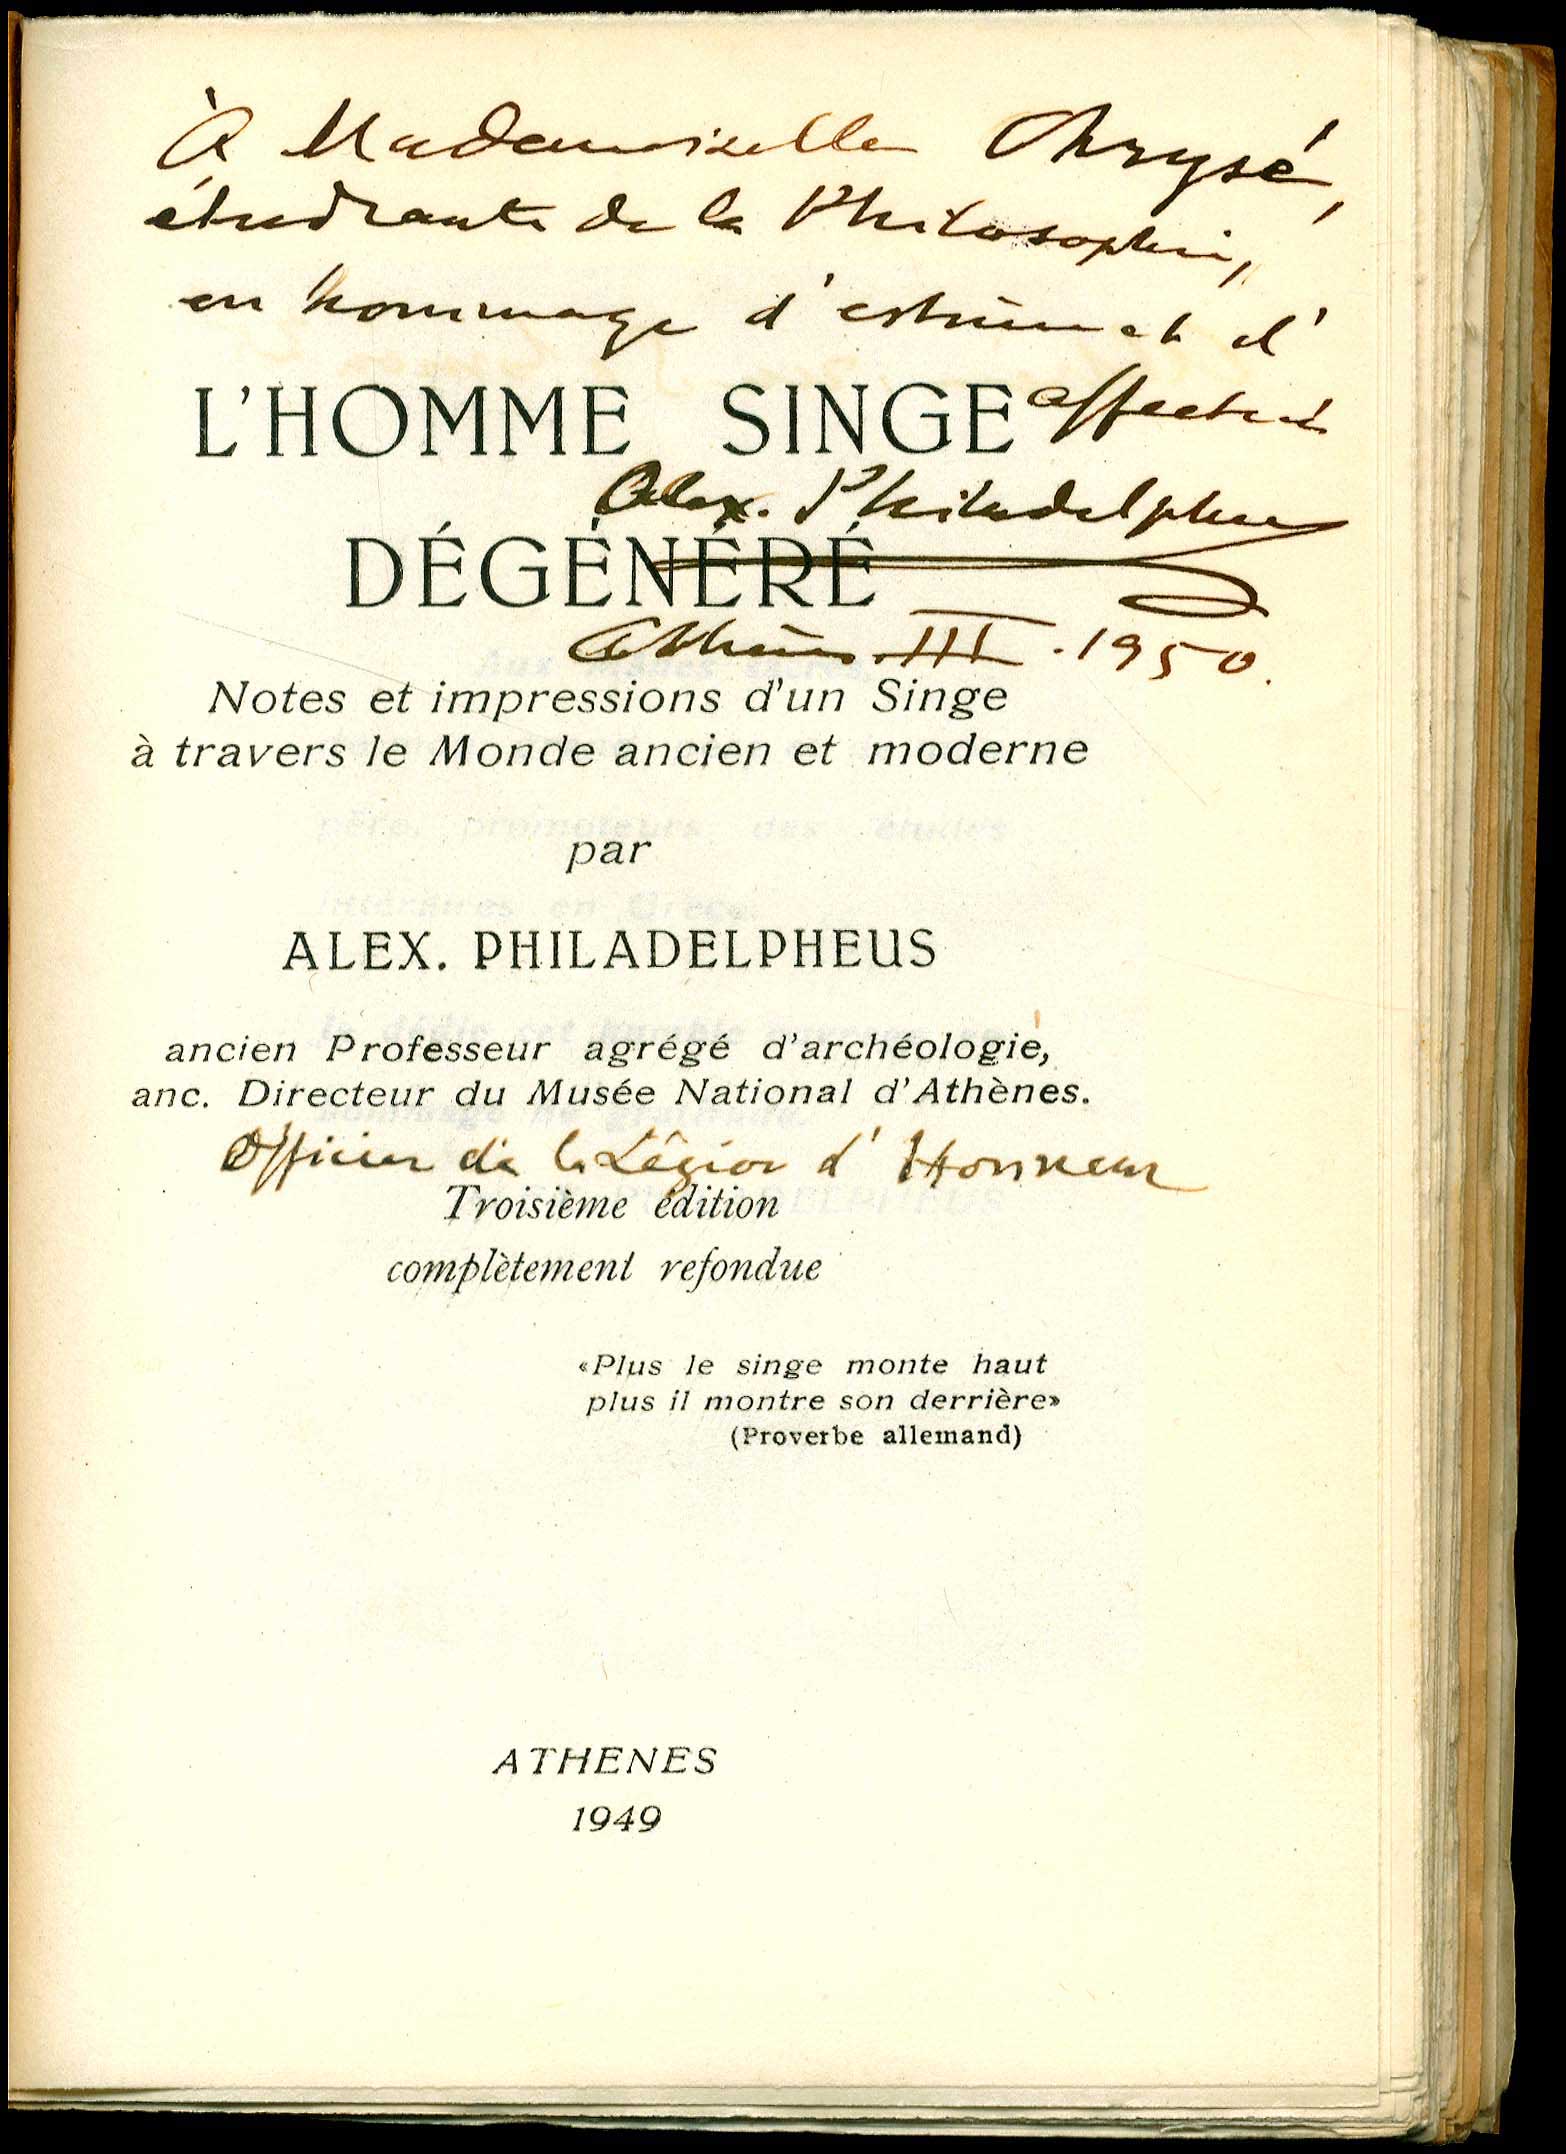 À Mademoiselle Chrysé,
étudiante de la Philosophie,
en hommage d'estime et d'
affection
L'HOMME SINGE
Alex. Philadelpheus
DÉGÉNÉRÉ
Athènes III. 1950.
Notes et impressions d'un Singe
à travers le Monde ancien et moderne
par
ALEX. PHILADELPHEUS
ancien Professeur agrégé d'archéologie,
anc. Directeur du Musée National d'Athènes.
Officier de la Légion d'Honneur
Troisième édition
complètement refondue
«Plus le singe monte haut
plus il montre son derrière»
(Proverbe allemand)
ATHENES
1949